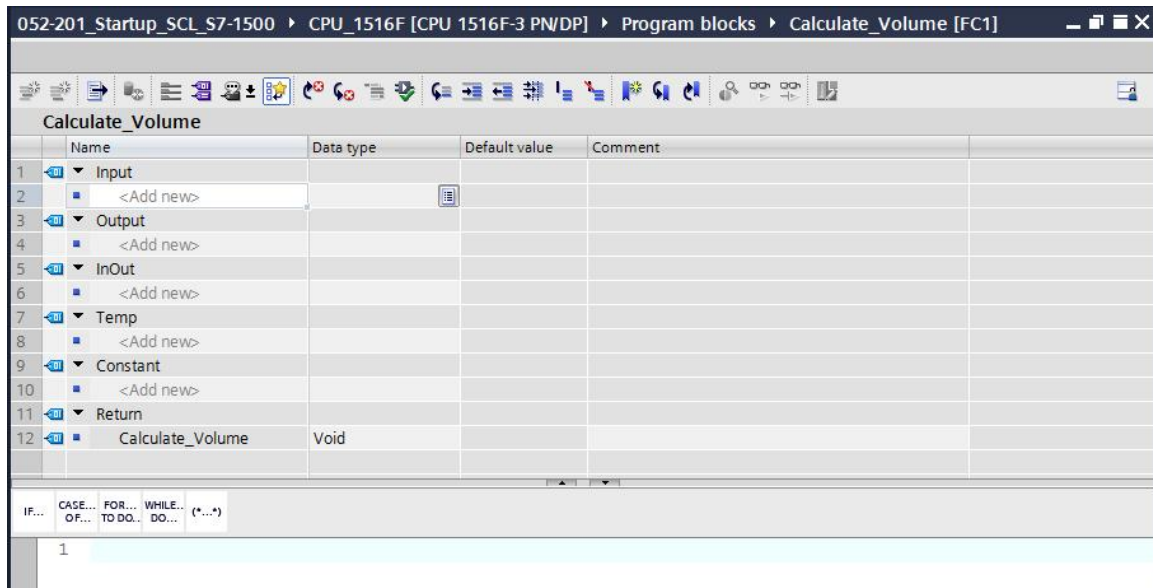 052-201_Startup_SCL_S7-1500 ▸ CPU_1516F [CPU 1516F-3 PN/DP] ▸ Program blocks ▸ Calculate_Volume [FC1]
Calculate_Volume
Name Data type Default value Comment
1 Input
2 <Add new>
3 Output
4 <Add new>
5 InOut
6 <Add new>
7 Temp
8 <Add new>
9 Constant
10 <Add new>
11 Return
12 Calculate_Volume Void
IF... CASE... OF... FOR... TO DO... WHILE... DO... (*...*)
1